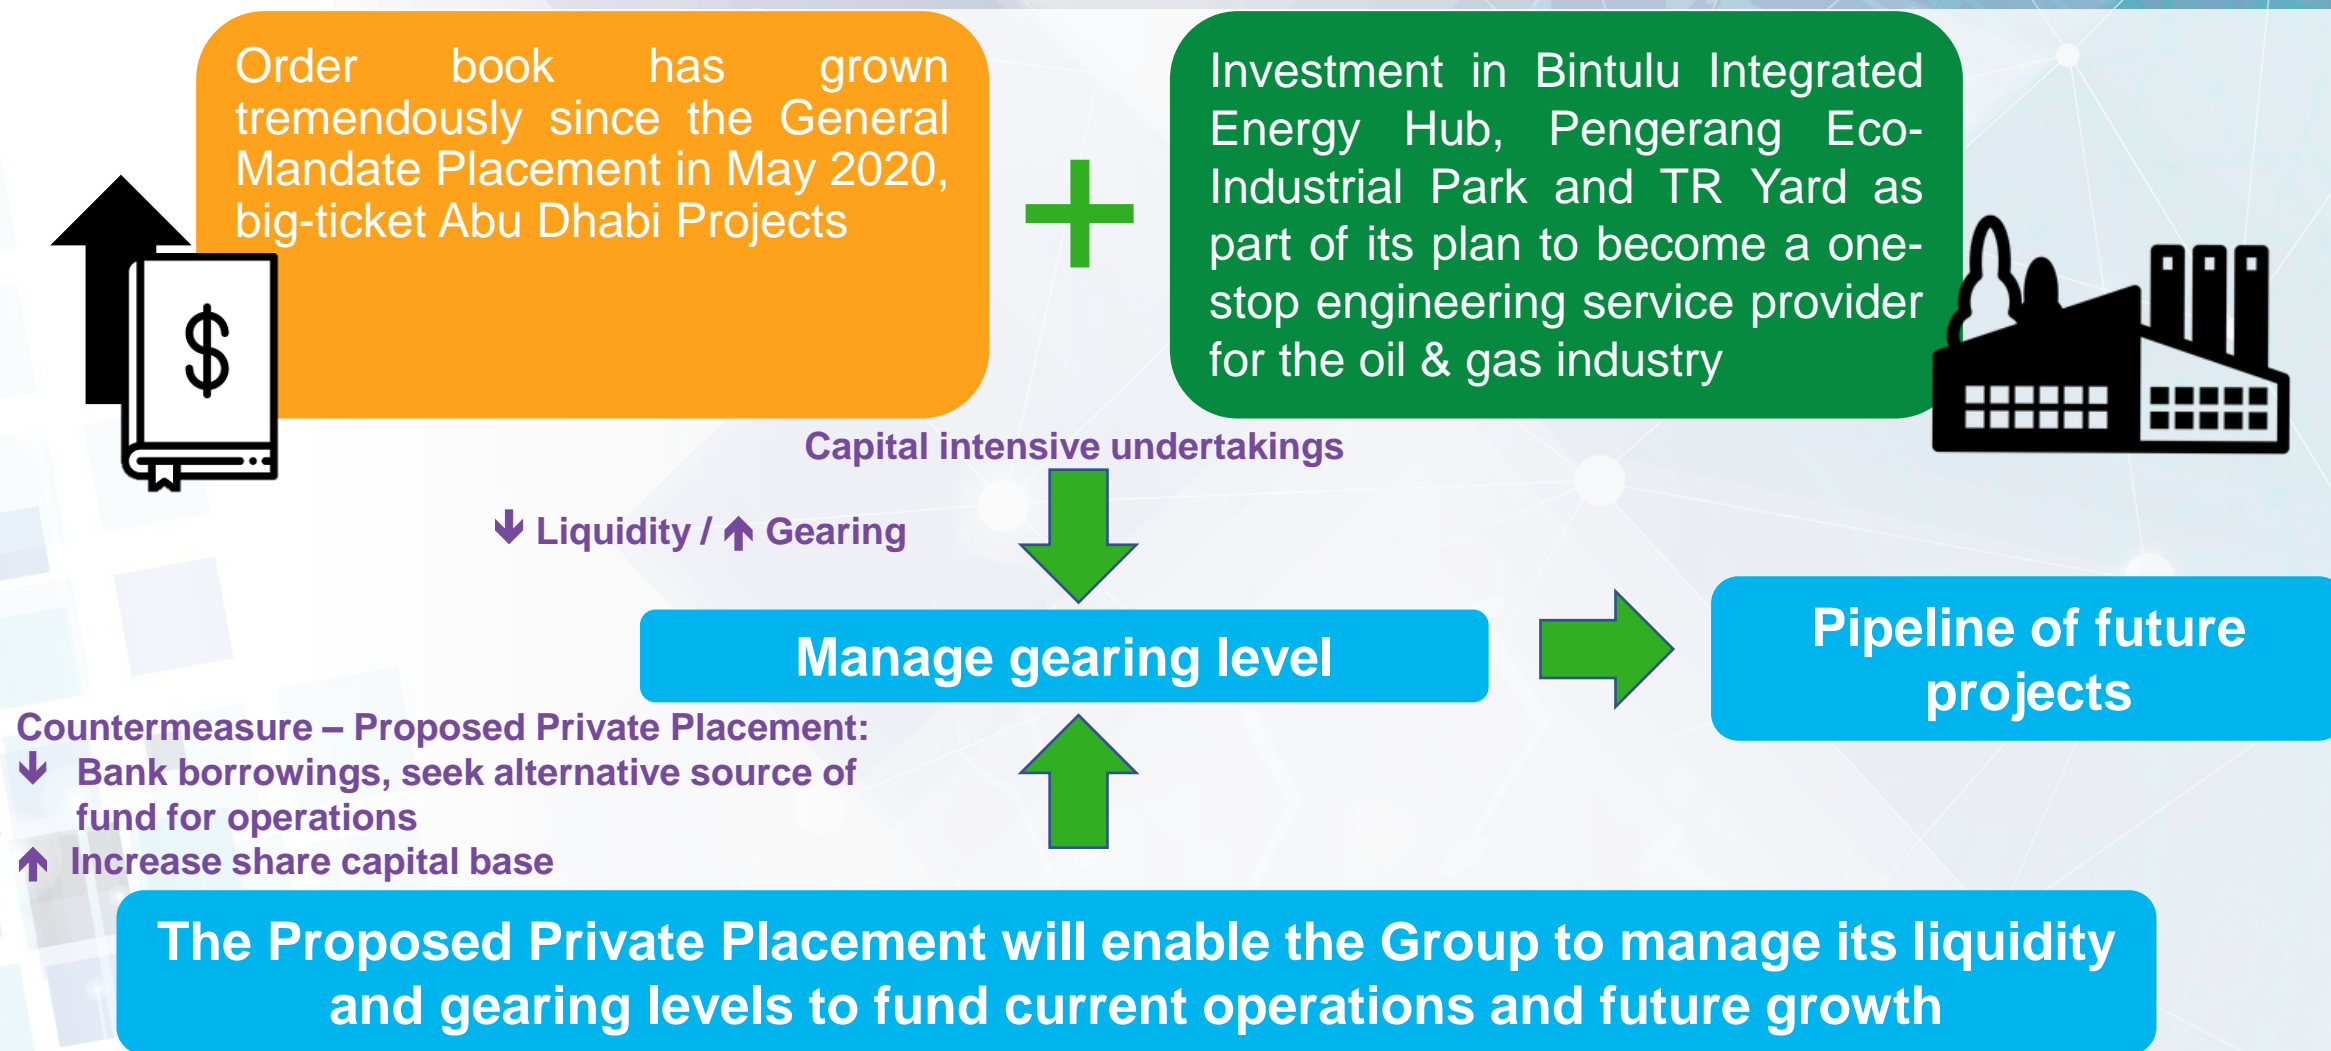 Order book has grown
tremendously since the General
Mandate Placement in May 2020,
big-ticket Abu Dhabi Projects
Investment in Bintulu Integrated
Energy Hub, Pengerang Eco-
Industrial Park and TR Yard as
part of its plan to become a one-
stop engineering service provider
for the oil & gas industry
$
Capital intensive undertakings
↓ Liquidity / ↑ Gearing
Manage gearing level
Pipeline of future
projects
Countermeasure – Proposed Private Placement:
↓ Bank borrowings, seek alternative source of
fund for operations
↑ Increase share capital base
The Proposed Private Placement will enable the Group to manage its liquidity
and gearing levels to fund current operations and future growth